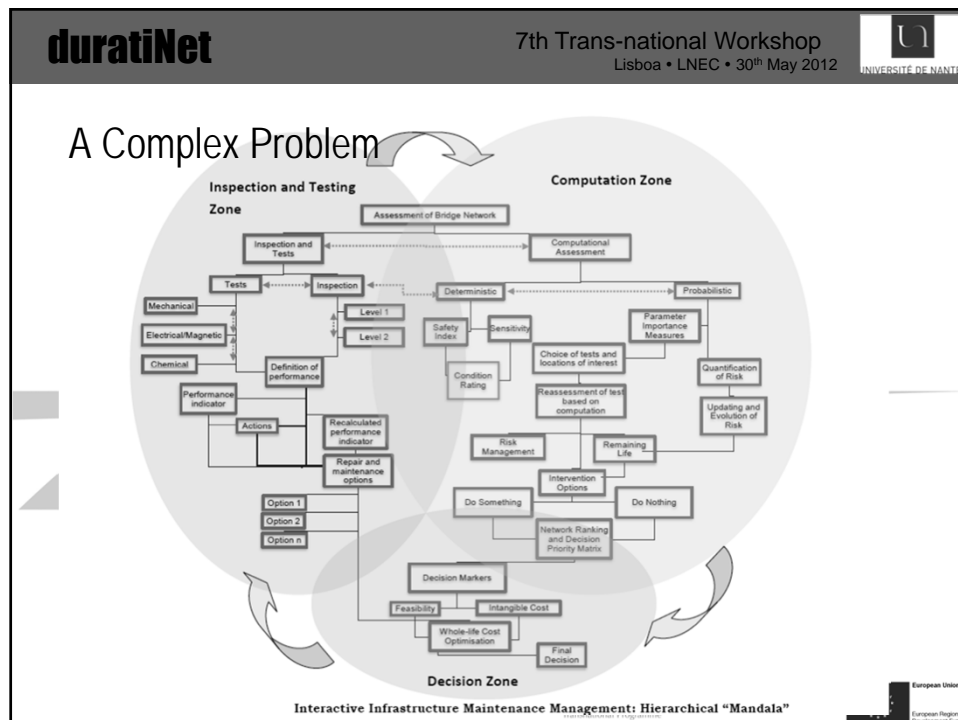 duratiNet
7th Trans-national Workshop
Lisboa • LNEC • 30th May 2012
UNIVERSITÉ DE NANT
A Complex Problem
Inspection and Testing
Zone
Computation Zone
Assessment of Bridge Network
Inspection and
Tests
Computational
Assessment
Tests
Inspection
Deterministic
Probabilistic
Mechanical
Electrical/Magnetic
Chemical
Level 1
Level 2
Safety
Index
Sensitivity
Parameter
Importance
Measures
Definition of
performance
Condition
Rating
Choice of tests and
locations of interest
Quantification
of Risk
Performance
indicator
Reassessment of test
based on
computation
Updating and
Evolution of
Risk
Actions
Recalculated
performance
indicator
Risk
Management
Remaining
Life
Repair and
maintenance
options
Intervention
Options
Option 1
Option 2
Option n
Do Something
Do Nothing
Network Ranking
and Decision
Priority Matrix
Decision Markers
Feasibility
Intangible Cost
Whole-life Cost
Optimisation
Final
Decision
Decision Zone
Interactive Infrastructure Maintenance Management: Hierarchical “Mandala”
European Union
European Region